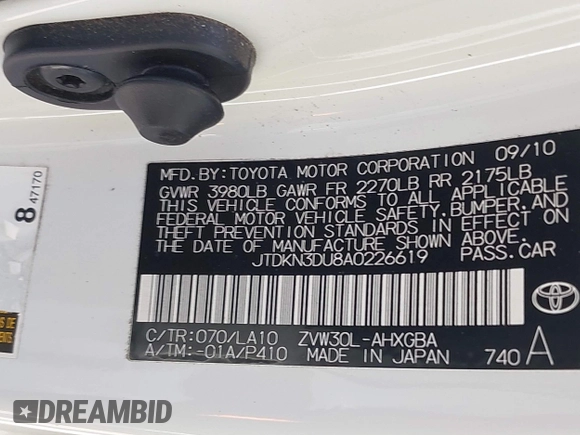 MFD. BY: TOYOTA MOTOR CORPORATION 09/10
GVWR 3980LB GAWR FR 2270LB RR 2175LB
THIS VEHICLE CONFORMS TO ALL APPLICABLE
FEDERAL MOTOR VEHICLE SAFETY, BUMPER, AND
THEFT PREVENTION STANDARDS IN EFFECT ON
THE DATE OF MANUFACTURE SHOWN ABOVE.
JTDKN3DU8A0226619 PASS. CAR
C/TR: 070/LA10 ZVW30L-AHXGBA
A/TM: -01A/P410 MADE IN JAPAN 740 A
TOYOTA
8 47170
DREAMBID